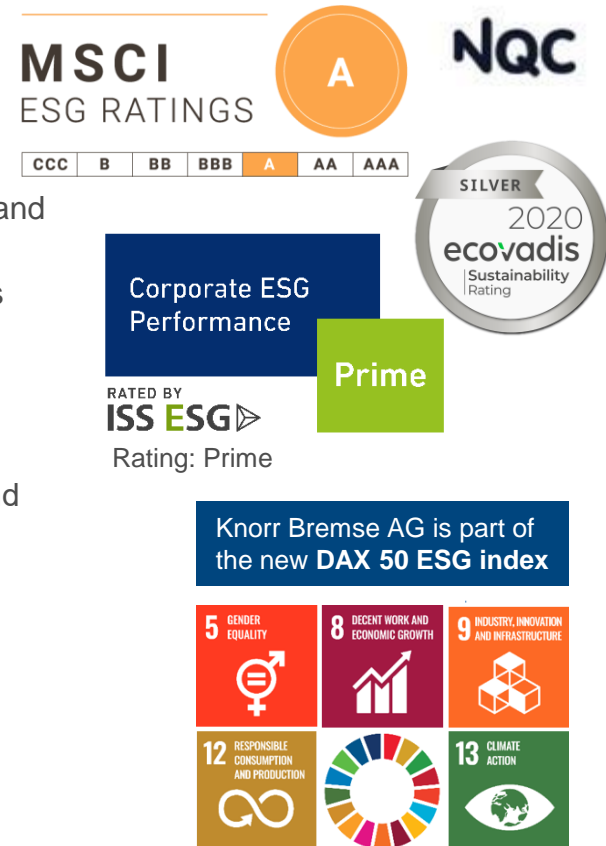 MSCI
ESG RATINGS
A
NQC
CCC B BB BBB A AA AAA
and
SILVER
2020
ecovadis
Sustainability
Rating
s
Corporate ESG
Performance
Prime
RATED BY
ISS ESG
Rating: Prime
d
Knorr Bremse AG is part of
the new DAX 50 ESG index
5 GENDER
EQUALITY
8 DECENT WORK AND
ECONOMIC GROWTH
9 INDUSTRY, INNOVATION
AND INFRASTRUCTURE
12 RESPONSIBLE
CONSUMPTION
AND PRODUCTION
13 CLIMATE
ACTION